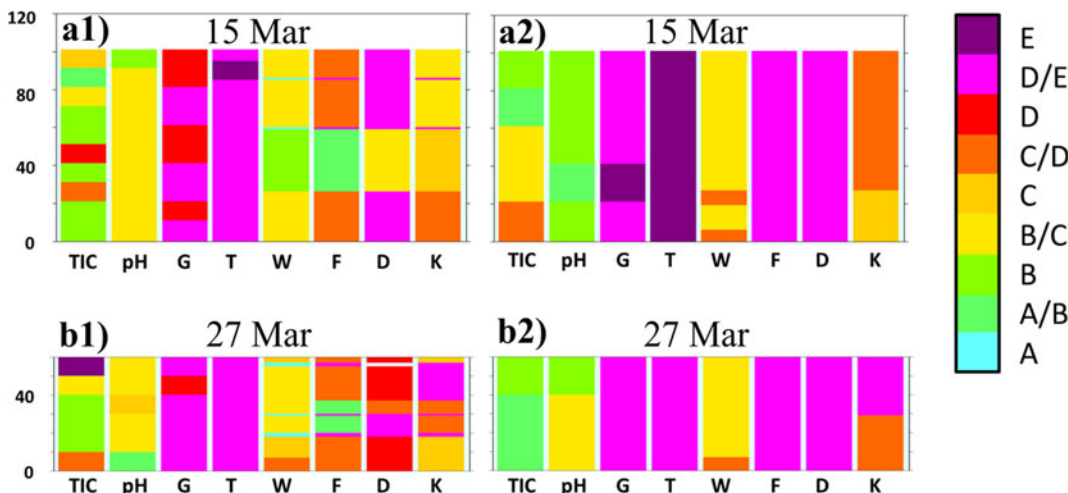 a1) 15 Mar
120
80
40
0
TIC pH G T W F D K
a2) 15 Mar
TIC pH G T W F D K
b1) 27 Mar
40
0
TIC pH G T W F D K
b2) 27 Mar
TIC pH G T W F D K
E
D/E
D
C/D
C
B/C
B
A/B
A